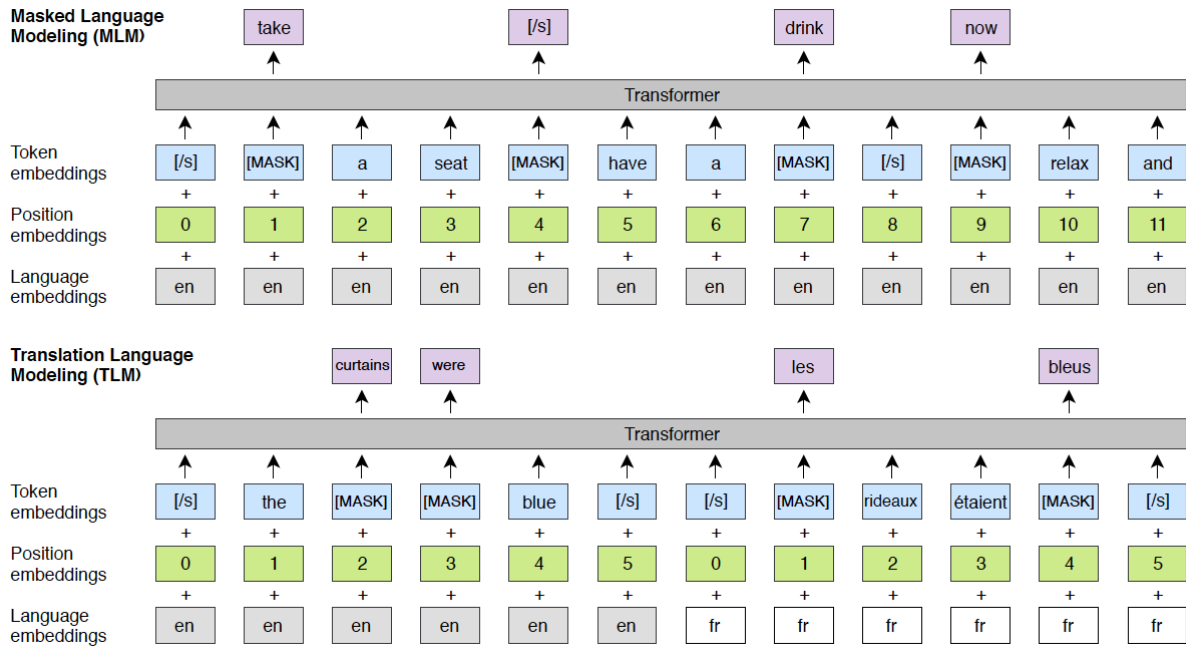 Masked Language
Modeling (MLM)
take [/s] drink now
Transformer
Token
embeddings
[/s] [MASK] a seat [MASK] have a [MASK] [/s] [MASK] relax and
+ + + + + + + + + + + +
Position
embeddings
0 1 2 3 4 5 6 7 8 9 10 11
+ + + + + + + + + + + +
Language
embeddings
en en en en en en en en en en en en
Translation Language
Modeling (TLM)
curtains were les bleus
Transformer
Token
embeddings
[/s] the [MASK] [MASK] blue [/s] [/s] [MASK] rideaux étaient [MASK] [/s]
+ + + + + + + + + + + +
Position
embeddings
0 1 2 3 4 5 0 1 2 3 4 5
+ + + + + + + + + + + +
Language
embeddings
en en en en en en fr fr fr fr fr fr